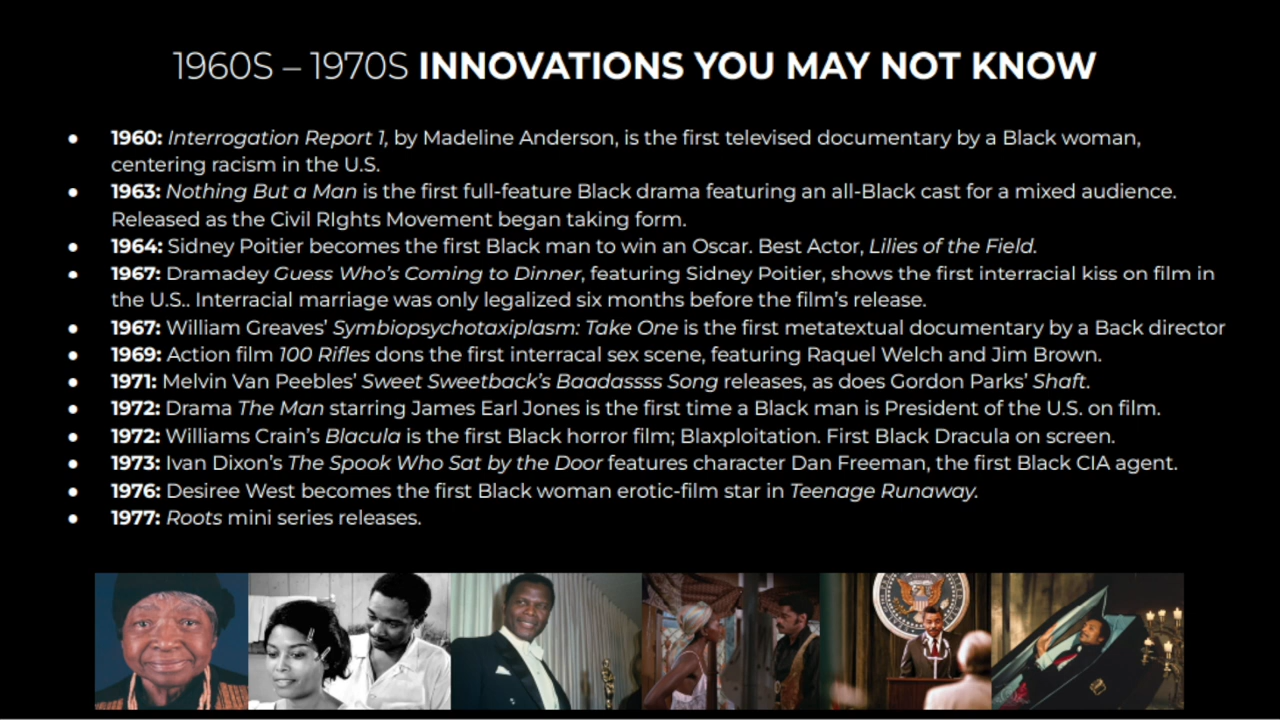 1960S – 1970S INNOVATIONS YOU MAY NOT KNOW
● 1960: Interrogation Report 1, by Madeline Anderson, is the first televised documentary by a Black woman,
centering racism in the U.S.
● 1963: Nothing But a Man is the first full-feature Black drama featuring an all-Black cast for a mixed audience.
Released as the Civil RIghts Movement began taking form.
● 1964: Sidney Poitier becomes the first Black man to win an Oscar. Best Actor, Lilies of the Field.
● 1967: Dramadey Guess Who's Coming to Dinner, featuring Sidney Poitier, shows the first interracial kiss on film in
the U.S.. Interracial marriage was only legalized six months before the film's release.
● 1967: William Greaves' Symbiopsychotaxiplasm: Take One is the first metatextual documentary by a Back director
● 1969: Action film 100 Rifles dons the first interracal sex scene, featuring Raquel Welch and Jim Brown.
● 1971: Melvin Van Peebles' Sweet Sweetback's Baadassss Song releases, as does Gordon Parks' Shaft.
● 1972: Drama The Man starring James Earl Jones is the first time a Black man is President of the U.S. on film.
● 1972: Williams Crain's Blacula is the first Black horror film; Blaxploitation. First Black Dracula on screen.
● 1973: Ivan Dixon's The Spook Who Sat by the Door features character Dan Freeman, the first Black CIA agent.
● 1976: Desiree West becomes the first Black woman erotic-film star in Teenage Runaway.
● 1977: Roots mini series releases.